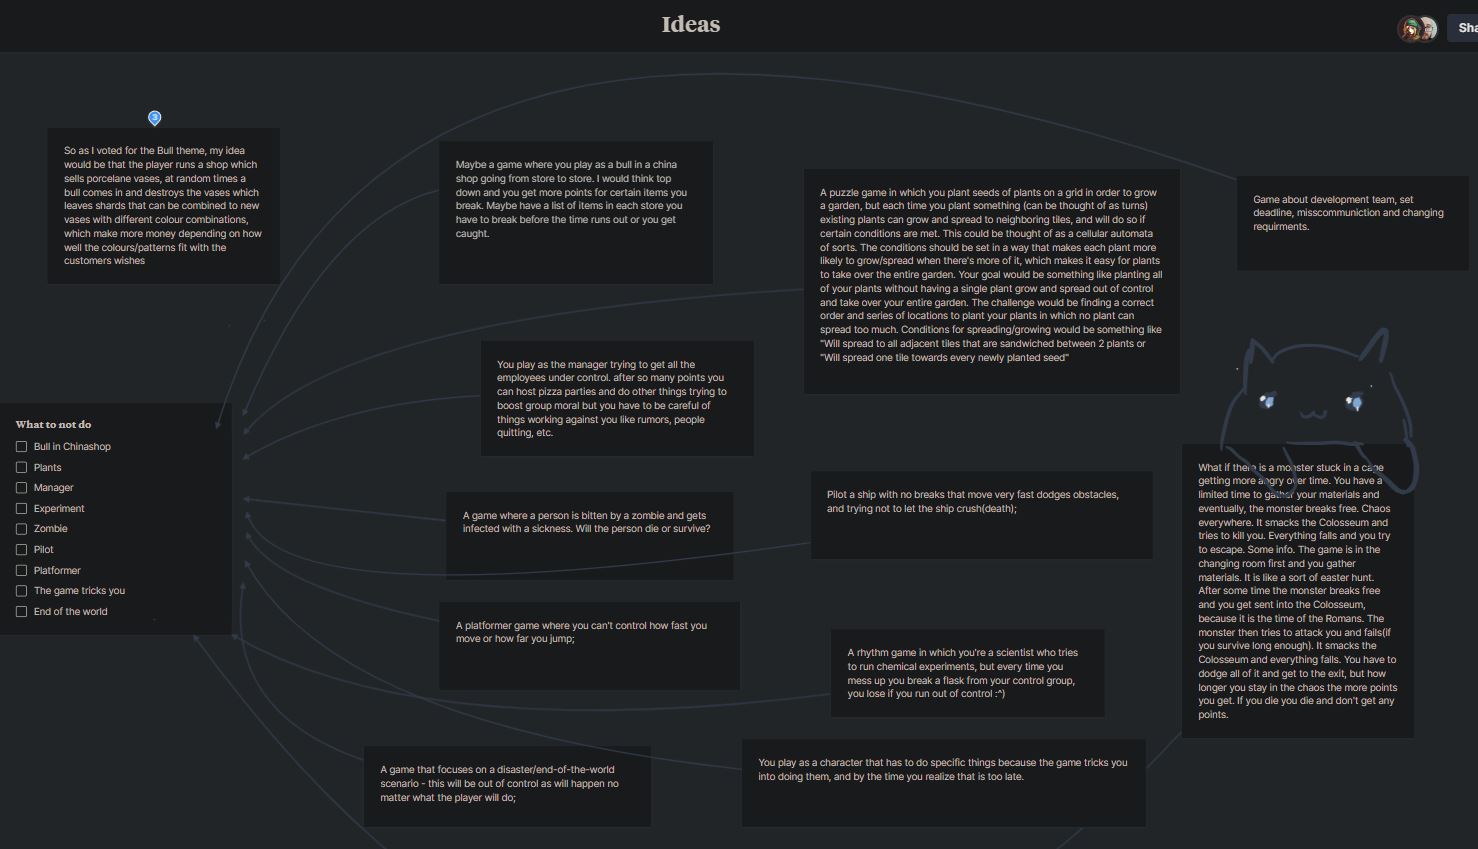 Ideas
Sha
3
So as I voted for the Bull theme, my idea
would be that the player runs a shop which
sells porcelane vases, at random times a
bull comes in and destroys the vases which
leaves shards that can be combined to new
vases with different colour combinations,
which make more money depending on how
well the colours/patterns fit with the
customers wishes
Maybe a game where you play as a bull in a china
shop going from store to store. I would think top
down and you get more points for certain items you
break. Maybe have a list of items in each store you
have to break before the time runs out or you get
caught.
A puzzle game in which you plant seeds of plants on a grid in order to grow
a garden, but each time you plant something (can be thought of as turns)
existing plants can grow and spread to neighboring tiles, and will do so if
certain conditions are met. This could be thought of as a cellular automata
of sorts. The conditions should be set in a way that makes each plant more
likely to grow/spread when there's more of it, which makes it easy for plants
to take over the entire garden. Your goal would be something like planting all
of your plants without having a single plant grow and spread out of control
and take over your entire garden. The challenge would be finding a correct
order and series of locations to plant your plants in which no plant can
spread too much. Conditions for spreading/growing would be something like
"Will spread to all adjacent tiles that are sandwiched between 2 plants or
"Will spread one tile towards every newly planted seed"
Game about development team, set
deadline, misscommuniction and changing
requirments.
You play as the manager trying to get all the
employees under control. after so many points you
can host pizza parties and do other things trying to
boost group moral but you have to be careful of
things working against you like rumors, people
quitting, etc.
What to not do
Bull in Chinashop
Plants
Manager
Experiment
Zombie
Pilot
Platformer
The game tricks you
End of the world
A game where a person is bitten by a zombie and gets
infected with a sickness. Will the person die or survive?
Pilot a ship with no breaks that move very fast dodges obstacles,
and trying not to let the ship crush(death);
What if there is a monster stuck in a cage
getting more angry over time. You have a
limited time to gather your materials and
eventually, the monster breaks free. Chaos
everywhere. It smacks the Colosseum and
tries to kill you. Everything falls and you try
to escape. Some info. The game is in the
changing room first and you gather
materials. It is like a sort of easter hunt.
After some time the monster breaks free
and you get sent into the Colosseum,
because it is the time of the Romans. The
monster then tries to attack you and fails(if
you survive long enough). It smacks the
Colosseum and everything falls. You have to
dodge all of it and get to the exit, but how
longer you stay in the chaos the more points
you get. If you die you die and don't get any
points.
A platformer game where you can't control how fast you
move or how far you jump;
A rhythm game in which you're a scientist who tries
to run chemical experiments, but every time you
mess up you break a flask from your control group,
you lose if you run out of control :^)
A game that focuses on a disaster/end-of-the-world
scenario - this will be out of control as will happen no
matter what the player will do;
You play as a character that has to do specific things because the game tricks you
into doing them, and by the time you realize that is too late.